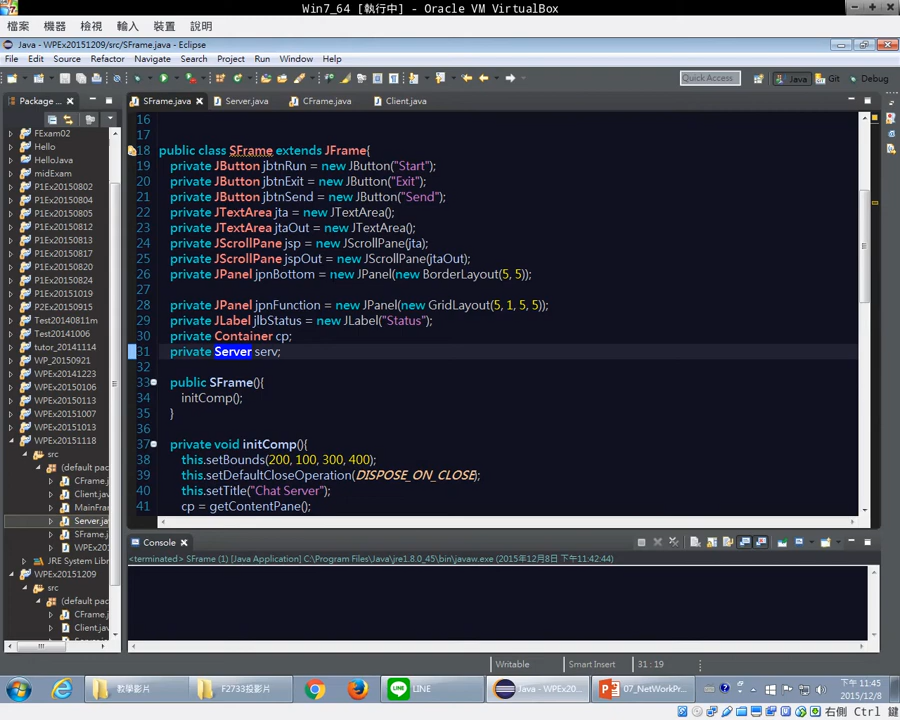 Win7_64 [執行中] - Oracle VM VirtualBox
檔案 機器 檢視 輸入 裝置 說明
Java - WPEx20151209/src/SFrame.java - Eclipse
File Edit Source Refactor Navigate Search Project Run Window Help
Quick Access Java Git Debug
Package ... SFrame.java Server.java CFrame.java Client.java
FExam02
Hello
HelloJava
midExam
P1Ex20150802
P1Ex20150804
P1Ex20150805
P1Ex20150812
P1Ex20150813
P1Ex20150817
P1Ex20150820
P1Ex20150824
P1Ex20151019
P2Ex20150915
Test20140811m
Test20141006
tutor_20141114
WP_20150921
WPEx20141223
WPEx20150106
WPEx20150113
WPEx20151007
WPEx20151013
WPEx20151118
src
(default pac
CFrame.j
Client.jav
MainFram
Server.ja
SFrame.j
WPEx201
JRE System Libr
WPEx20151209
src
(default pac
CFrame.j
Client.jav
16
17
18 public class SFrame extends JFrame{
19 private JButton jbtnRun = new JButton("Start");
20 private JButton jbtnExit = new JButton("Exit");
21 private JButton jbtnSend = new JButton("Send");
22 private JTextArea jta = new JTextArea();
23 private JTextArea jtaOut = new JTextArea();
24 private JScrollPane jsp = new JScrollPane(jta);
25 private JScrollPane jspOut = new JScrollPane(jtaOut);
26 private JPanel jpnBottom = new JPanel(new BorderLayout(5, 5));
27
28 private JPanel jpnFunction = new JPanel(new GridLayout(5, 1, 5, 5));
29 private JLabel jlbStatus = new JLabel("Status");
30 private Container cp;
31 private Server serv;
32
33 public SFrame(){
34 initComp();
35 }
36
37 private void initComp(){
38 this.setBounds(200, 100, 300, 400);
39 this.setDefaultCloseOperation(DISPOSE_ON_CLOSE);
40 this.setTitle("Chat Server");
41 cp = getContentPane();
Console
<terminated> SFrame (1) [Java Application] C:\Program Files\Java\jre1.8.0_45\bin\javaw.exe (2015年12月8日 下午11:42:44)
Writable Smart Insert 31 : 19
教學影片 F2733投影片 LINE Java - WPEx20... 07_NetWorkPr... 下午 11:45
2015/12/8
右側 Ctrl 鍵